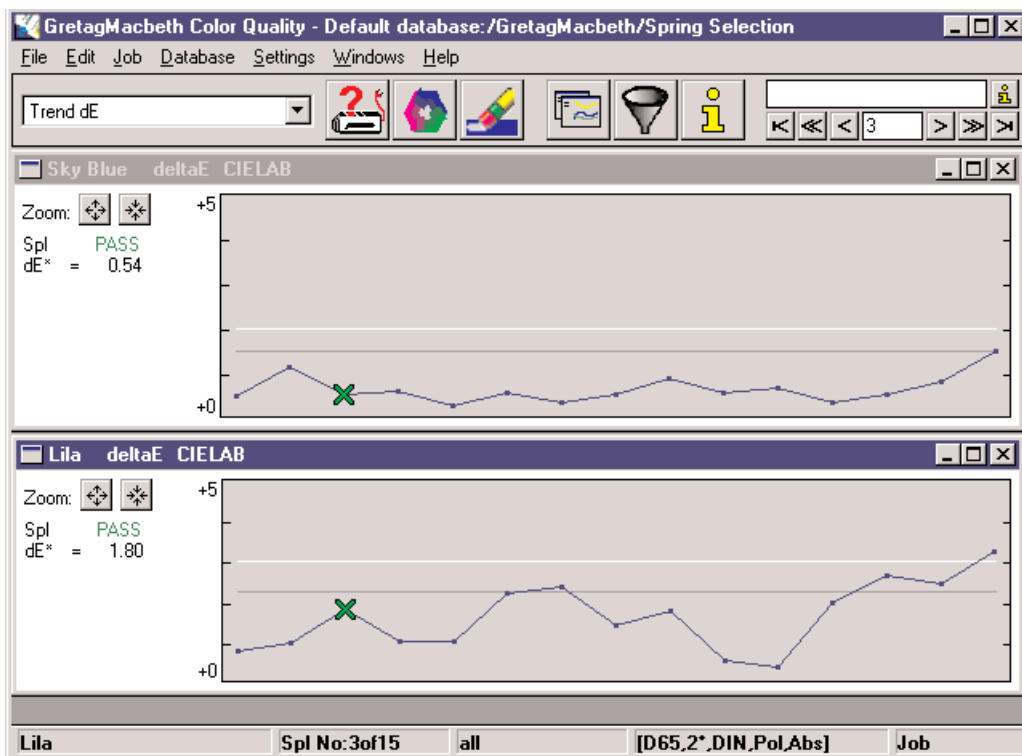 GretagMacbeth Color Quality - Default database:/GretagMacbeth/Spring Selection
File Edit Job Database Settings Windows Help
Trend dE
3
Sky Blue deltaE CIELAB
Zoom:
+5
Spl PASS
dE* = 0.54
+0
Lila deltaE CIELAB
Zoom:
+5
Spl PASS
dE* = 1.80
+0
Lila Spl No:3of15 all [D65,2*,DIN,Pol,Abs] Job